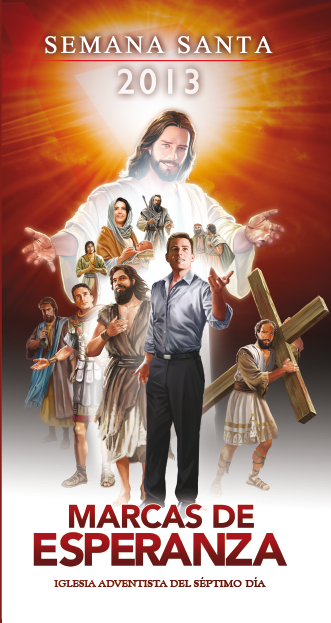 SEMANA SANTA
2013
MARCAS DE
ESPERANZA
IGLESIA ADVENTISTA DEL SÉPTIMO DÍA